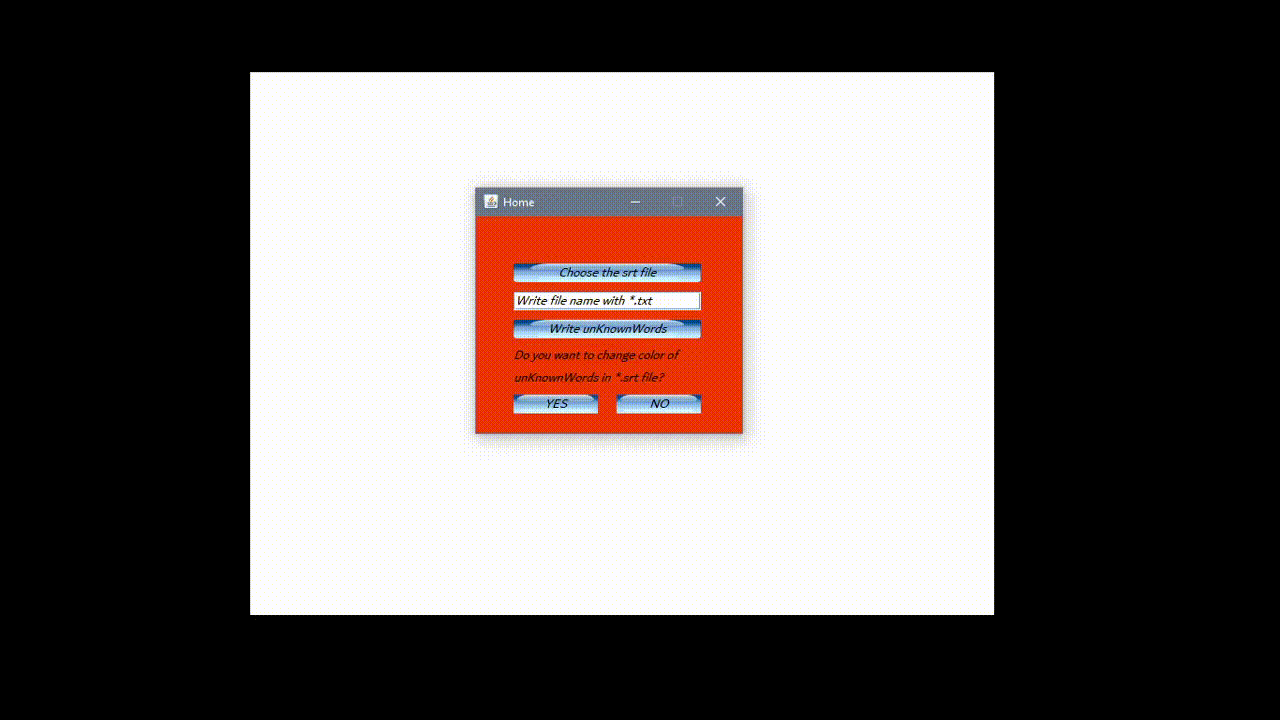 Home
Choose the srt file
Write file name with *.txt
Write unKnownWords
Do you want to change color of
unKnownWords in *.srt file?
YES NO